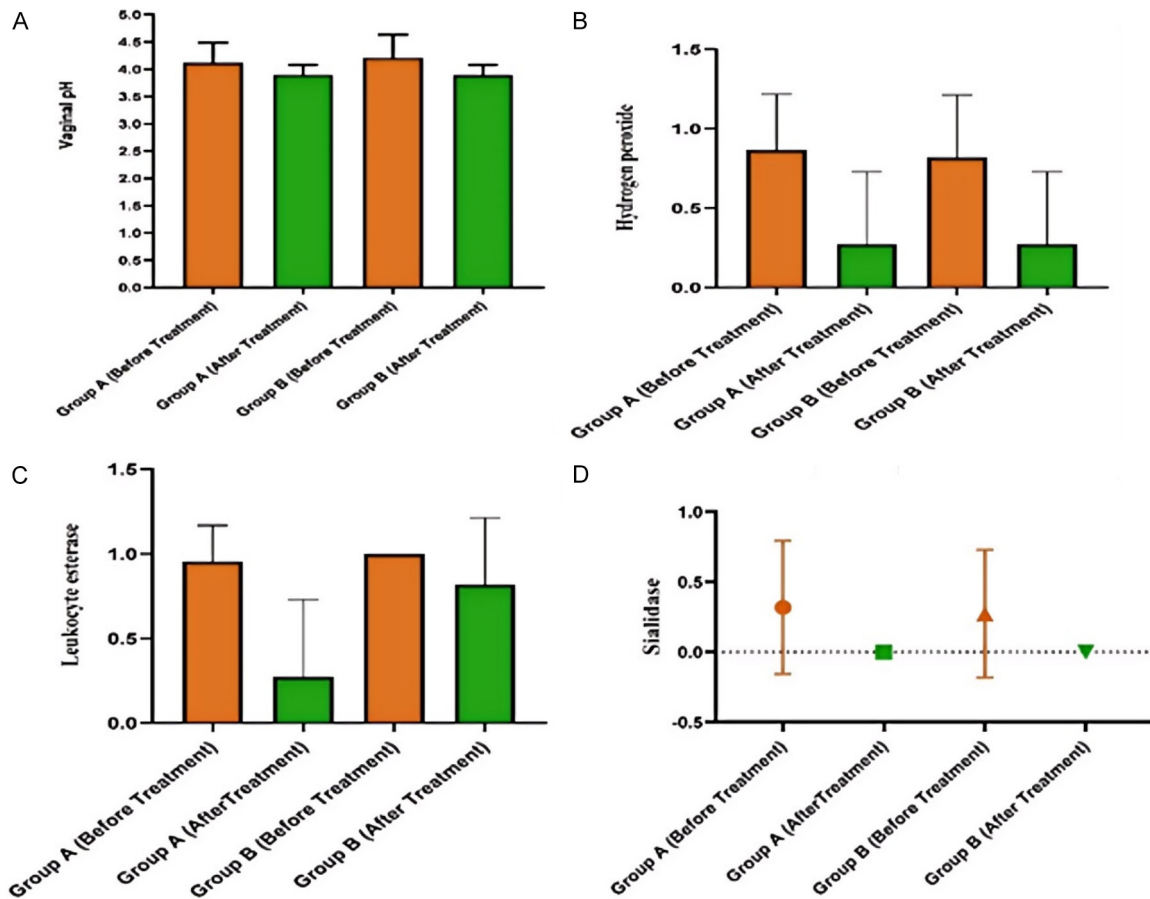 A
Vaginal pH
5.0
4.5
4.0
3.5
3.0
2.5
2.0
1.5
1.0
0.5
0.0
Group A (Before Treatment)
Group A (After Treatment)
Group B (Before Treatment)
Group B (After Treatment)
B
Hydrogen peroxide
1.5
1.0
0.5
0.0
Group A (Before Treatment)
Group A (After Treatment)
Group B (Before Treatment)
Group B (After Treatment)
C
Leukocyte esterase
1.5
1.0
0.5
0.0
Group A (Before Treatment)
Group A (AfterTreatment)
Group B (Before Treatment)
Group B (After Treatment)
D
Sialidase
1.0
0.5
0.0
-0.5
Group A (Before Treatment)
Group A (AfterTreatment)
Group B (Before Treatment)
Group B (After Treatment)